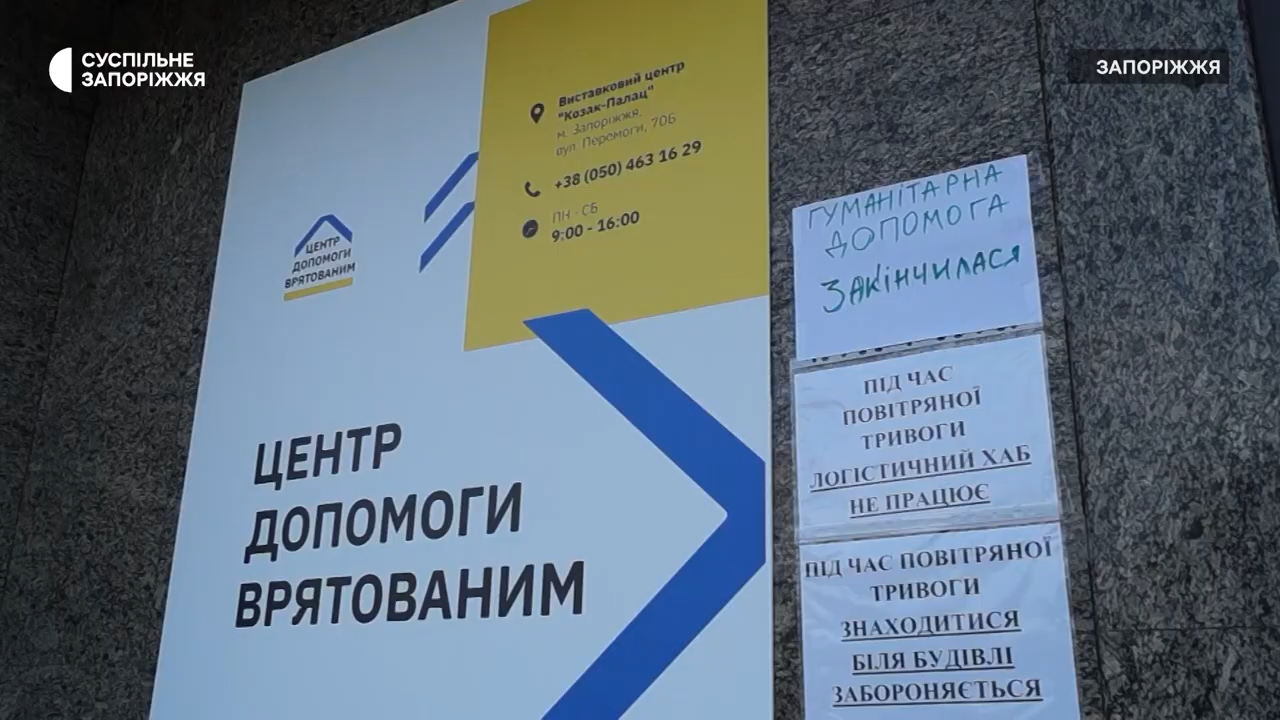 СУСПІЛЬНЕ
ЗАПОРІЖЖЯ
ЗАПОРІЖЖЯ
Виставковий центр
"Козак-Палац"
м. Запоріжжя,
вул. Перемоги, 70Б
+38 (050) 463 16 29
ПН - СБ
9:00 - 16:00
ЦЕНТР
ДОПОМОГИ
ВРЯТОВАНИМ
ЦЕНТР
ДОПОМОГИ
ВРЯТОВАНИМ
ГУМАНІТАРНА
ДОПОМОГА
ЗАКІНЧИЛАСЯ
ПІД ЧАС
ПОВІТРЯНОЇ
ТРИВОГИ
ЛОГІСТИЧНИЙ ХАБ
НЕ ПРАЦЮЄ
ПІД ЧАС ПОВІТРЯНОЇ
ТРИВОГИ
ЗНАХОДИТИСЯ
БІЛЯ БУДІВЛІ
ЗАБОРОНЯЄТЬСЯ